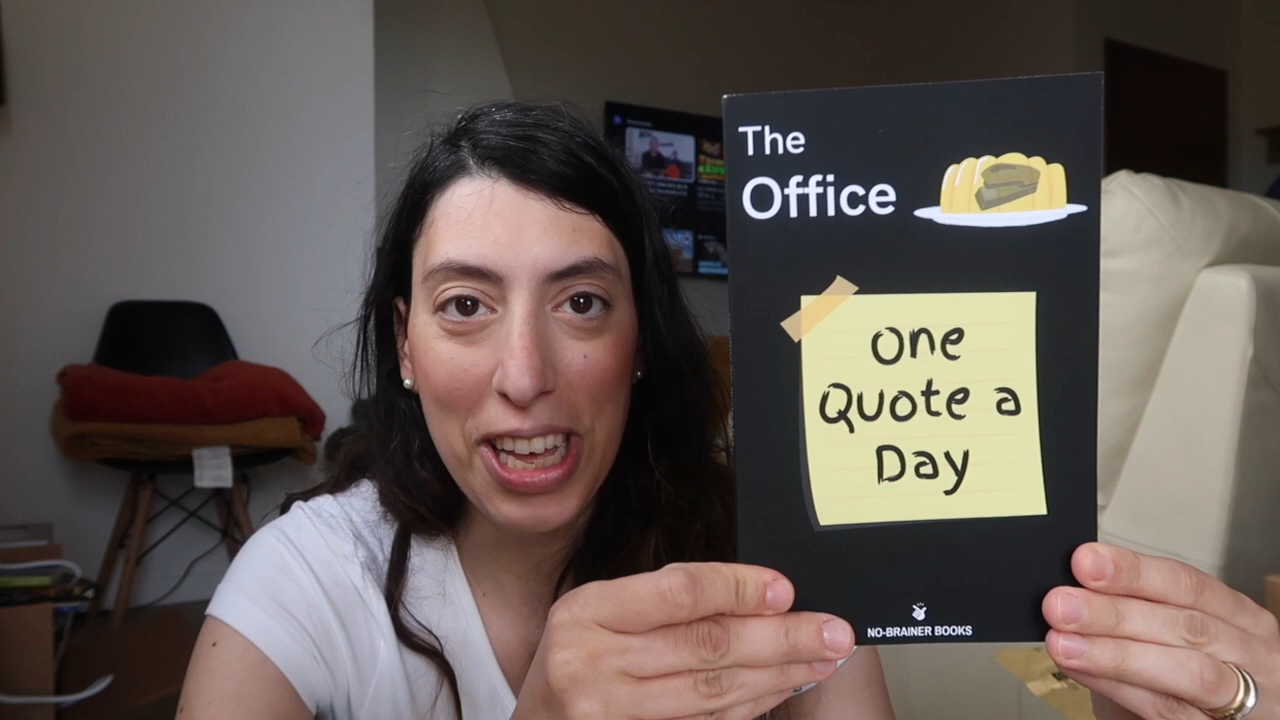 The
Office
One
Quote a
Day
NO-BRAINER BOOKS